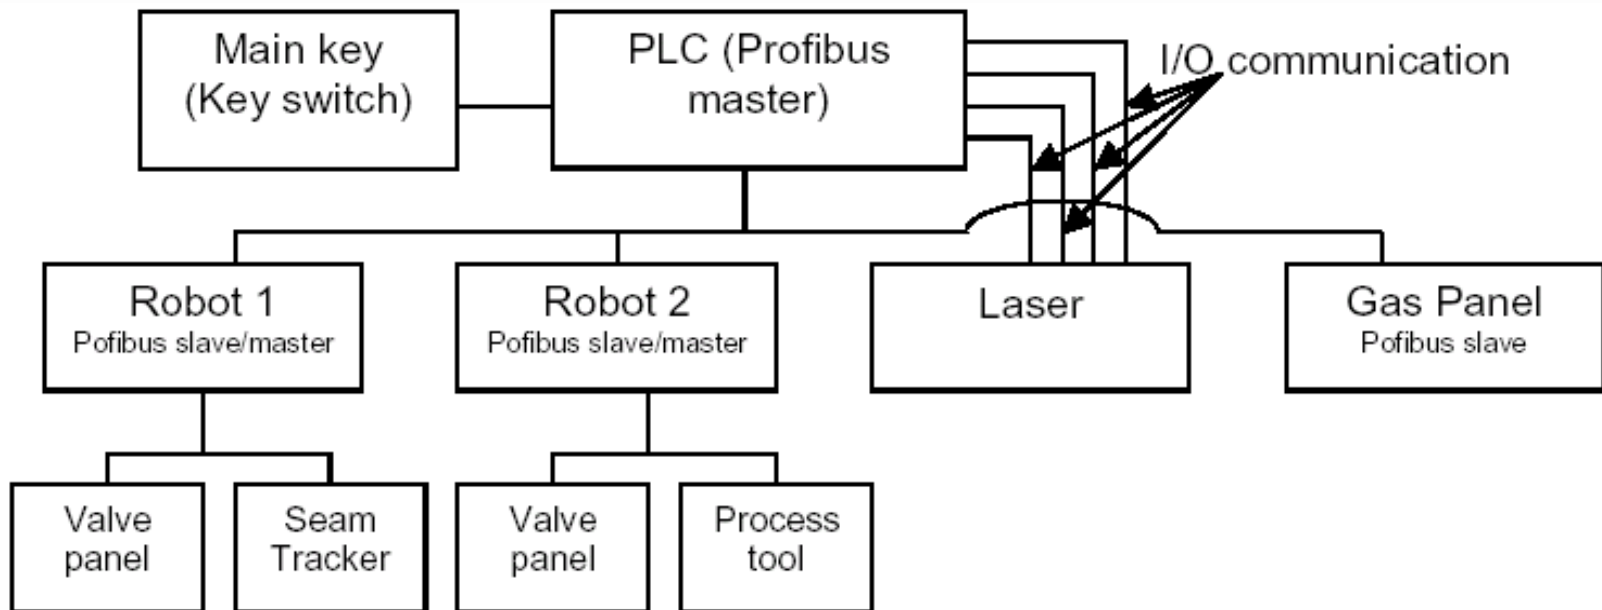 Main key
(Key switch)
PLC (Profibus
master)
I/O communication
Robot 1
Pofibus slave/master
Robot 2
Pofibus slave/master
Laser
Gas Panel
Pofibus slave
Valve
panel
Seam
Tracker
Valve
panel
Process
tool